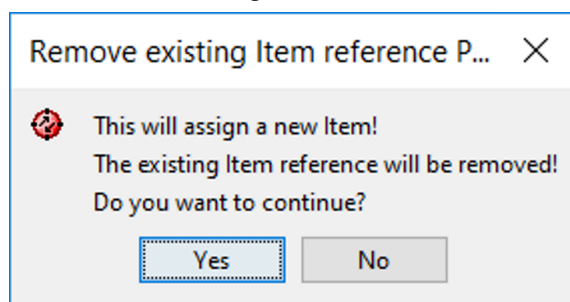 Remove existing Item reference P...
This will assign a new Item!
The existing Item reference will be removed!
Do you want to continue?
Yes No